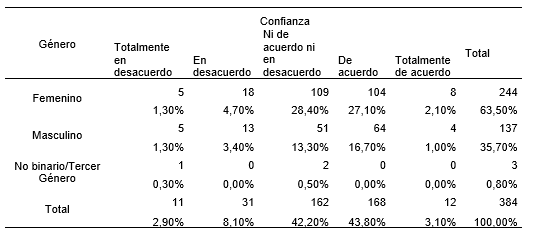 Confianza
Género Totalmente en desacuerdo En desacuerdo Ni de acuerdo ni en desacuerdo De acuerdo Totalmente de acuerdo Total
Femenino 5 18 109 104 8 244
1,30% 4,70% 28,40% 27,10% 2,10% 63,50%
Masculino 5 13 51 64 4 137
1,30% 3,40% 13,30% 16,70% 1,00% 35,70%
No binario/Tercer Género 1 0 2 0 0 3
0,30% 0,00% 0,50% 0,00% 0,00% 0,80%
Total 11 31 162 168 12 384
2,90% 8,10% 42,20% 43,80% 3,10% 100,00%